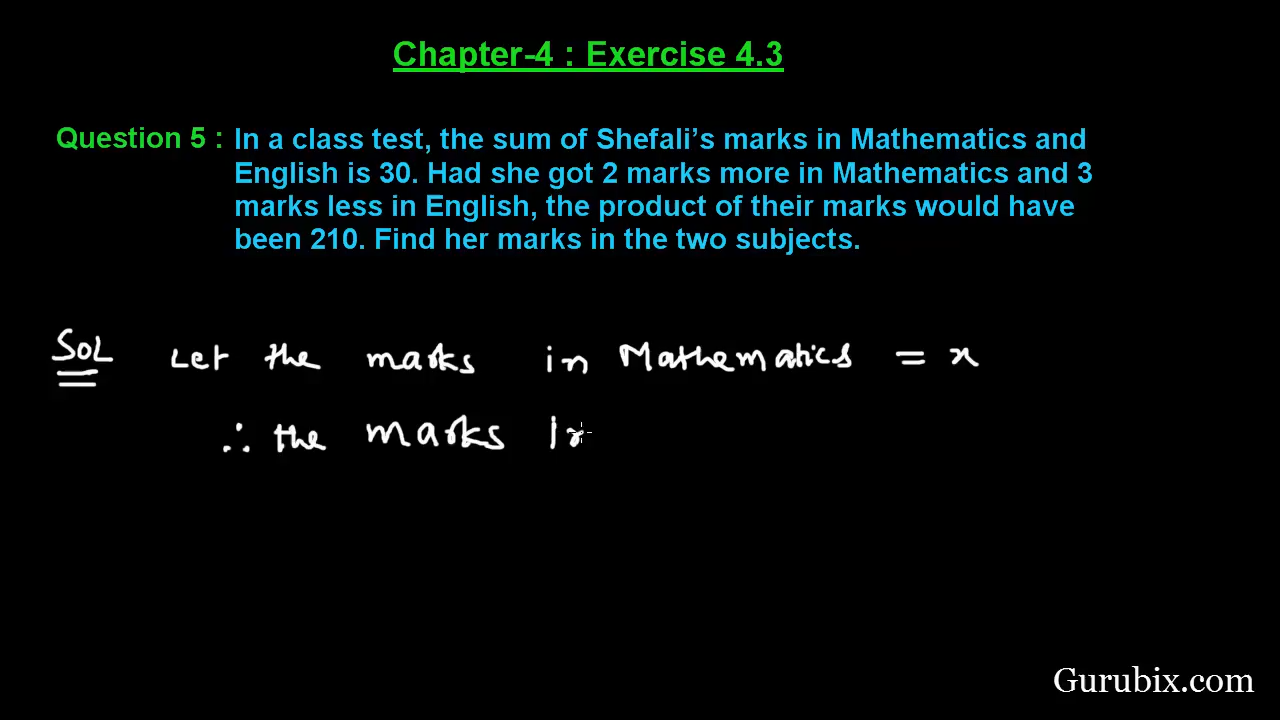 Chapter-4 : Exercise 4.3
Question 5 : In a class test, the sum of Shefali's marks in Mathematics and
English is 30. Had she got 2 marks more in Mathematics and 3
marks less in English, the product of their marks would have
been 210. Find her marks in the two subjects.
SOL Let the marks in Mathematics = x
∴ the marks in
Gurubix.com